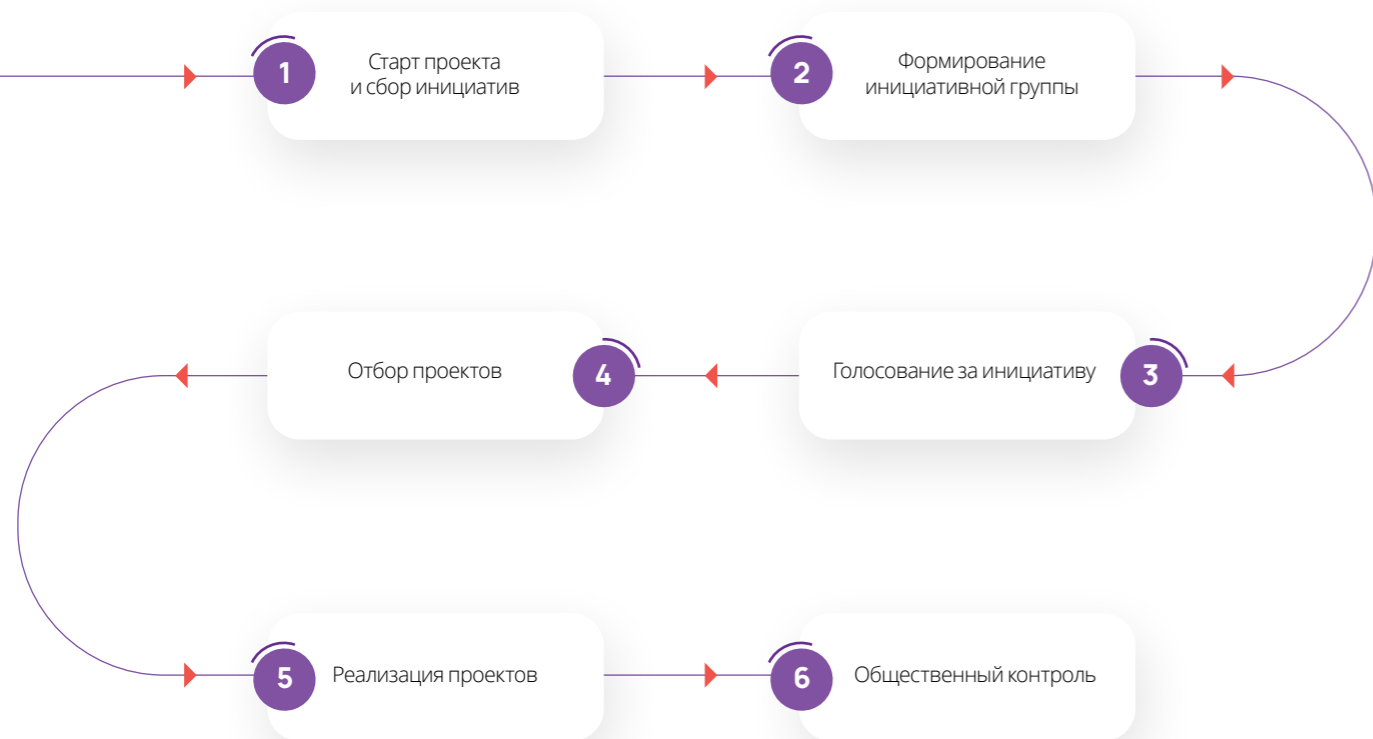 1
Старт проекта
и сбор инициатив
2
Формирование
инициативной группы
3
Голосование за инициативу
4
Отбор проектов
5
Реализация проектов
6
Общественный контроль